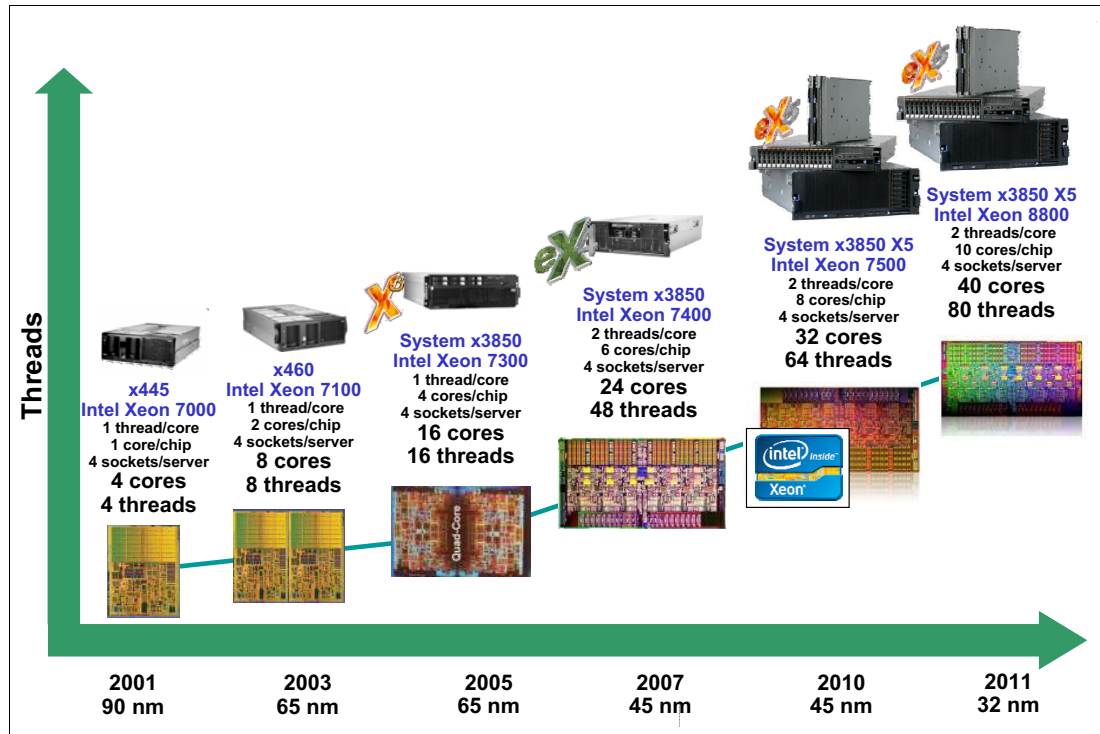 Threads
x445
Intel Xeon 7000
1 thread/core
1 core/chip
4 sockets/server
4 cores
4 threads
x460
Intel Xeon 7100
1 thread/core
2 cores/chip
4 sockets/server
8 cores
8 threads
X3
System x3850
Intel Xeon 7300
1 thread/core
4 cores/chip
4 sockets/server
16 cores
16 threads
Quad-Core
eX4
System x3850
Intel Xeon 7400
2 threads/core
6 cores/chip
4 sockets/server
24 cores
48 threads
eX5
System x3850 X5
Intel Xeon 7500
2 threads/core
8 cores/chip
4 sockets/server
32 cores
64 threads
intel inside™
Xeon®
eX5
System x3850 X5
Intel Xeon 8800
2 threads/core
10 cores/chip
4 sockets/server
40 cores
80 threads
2001
90 nm
2003
65 nm
2005
65 nm
2007
45 nm
2010
45 nm
2011
32 nm